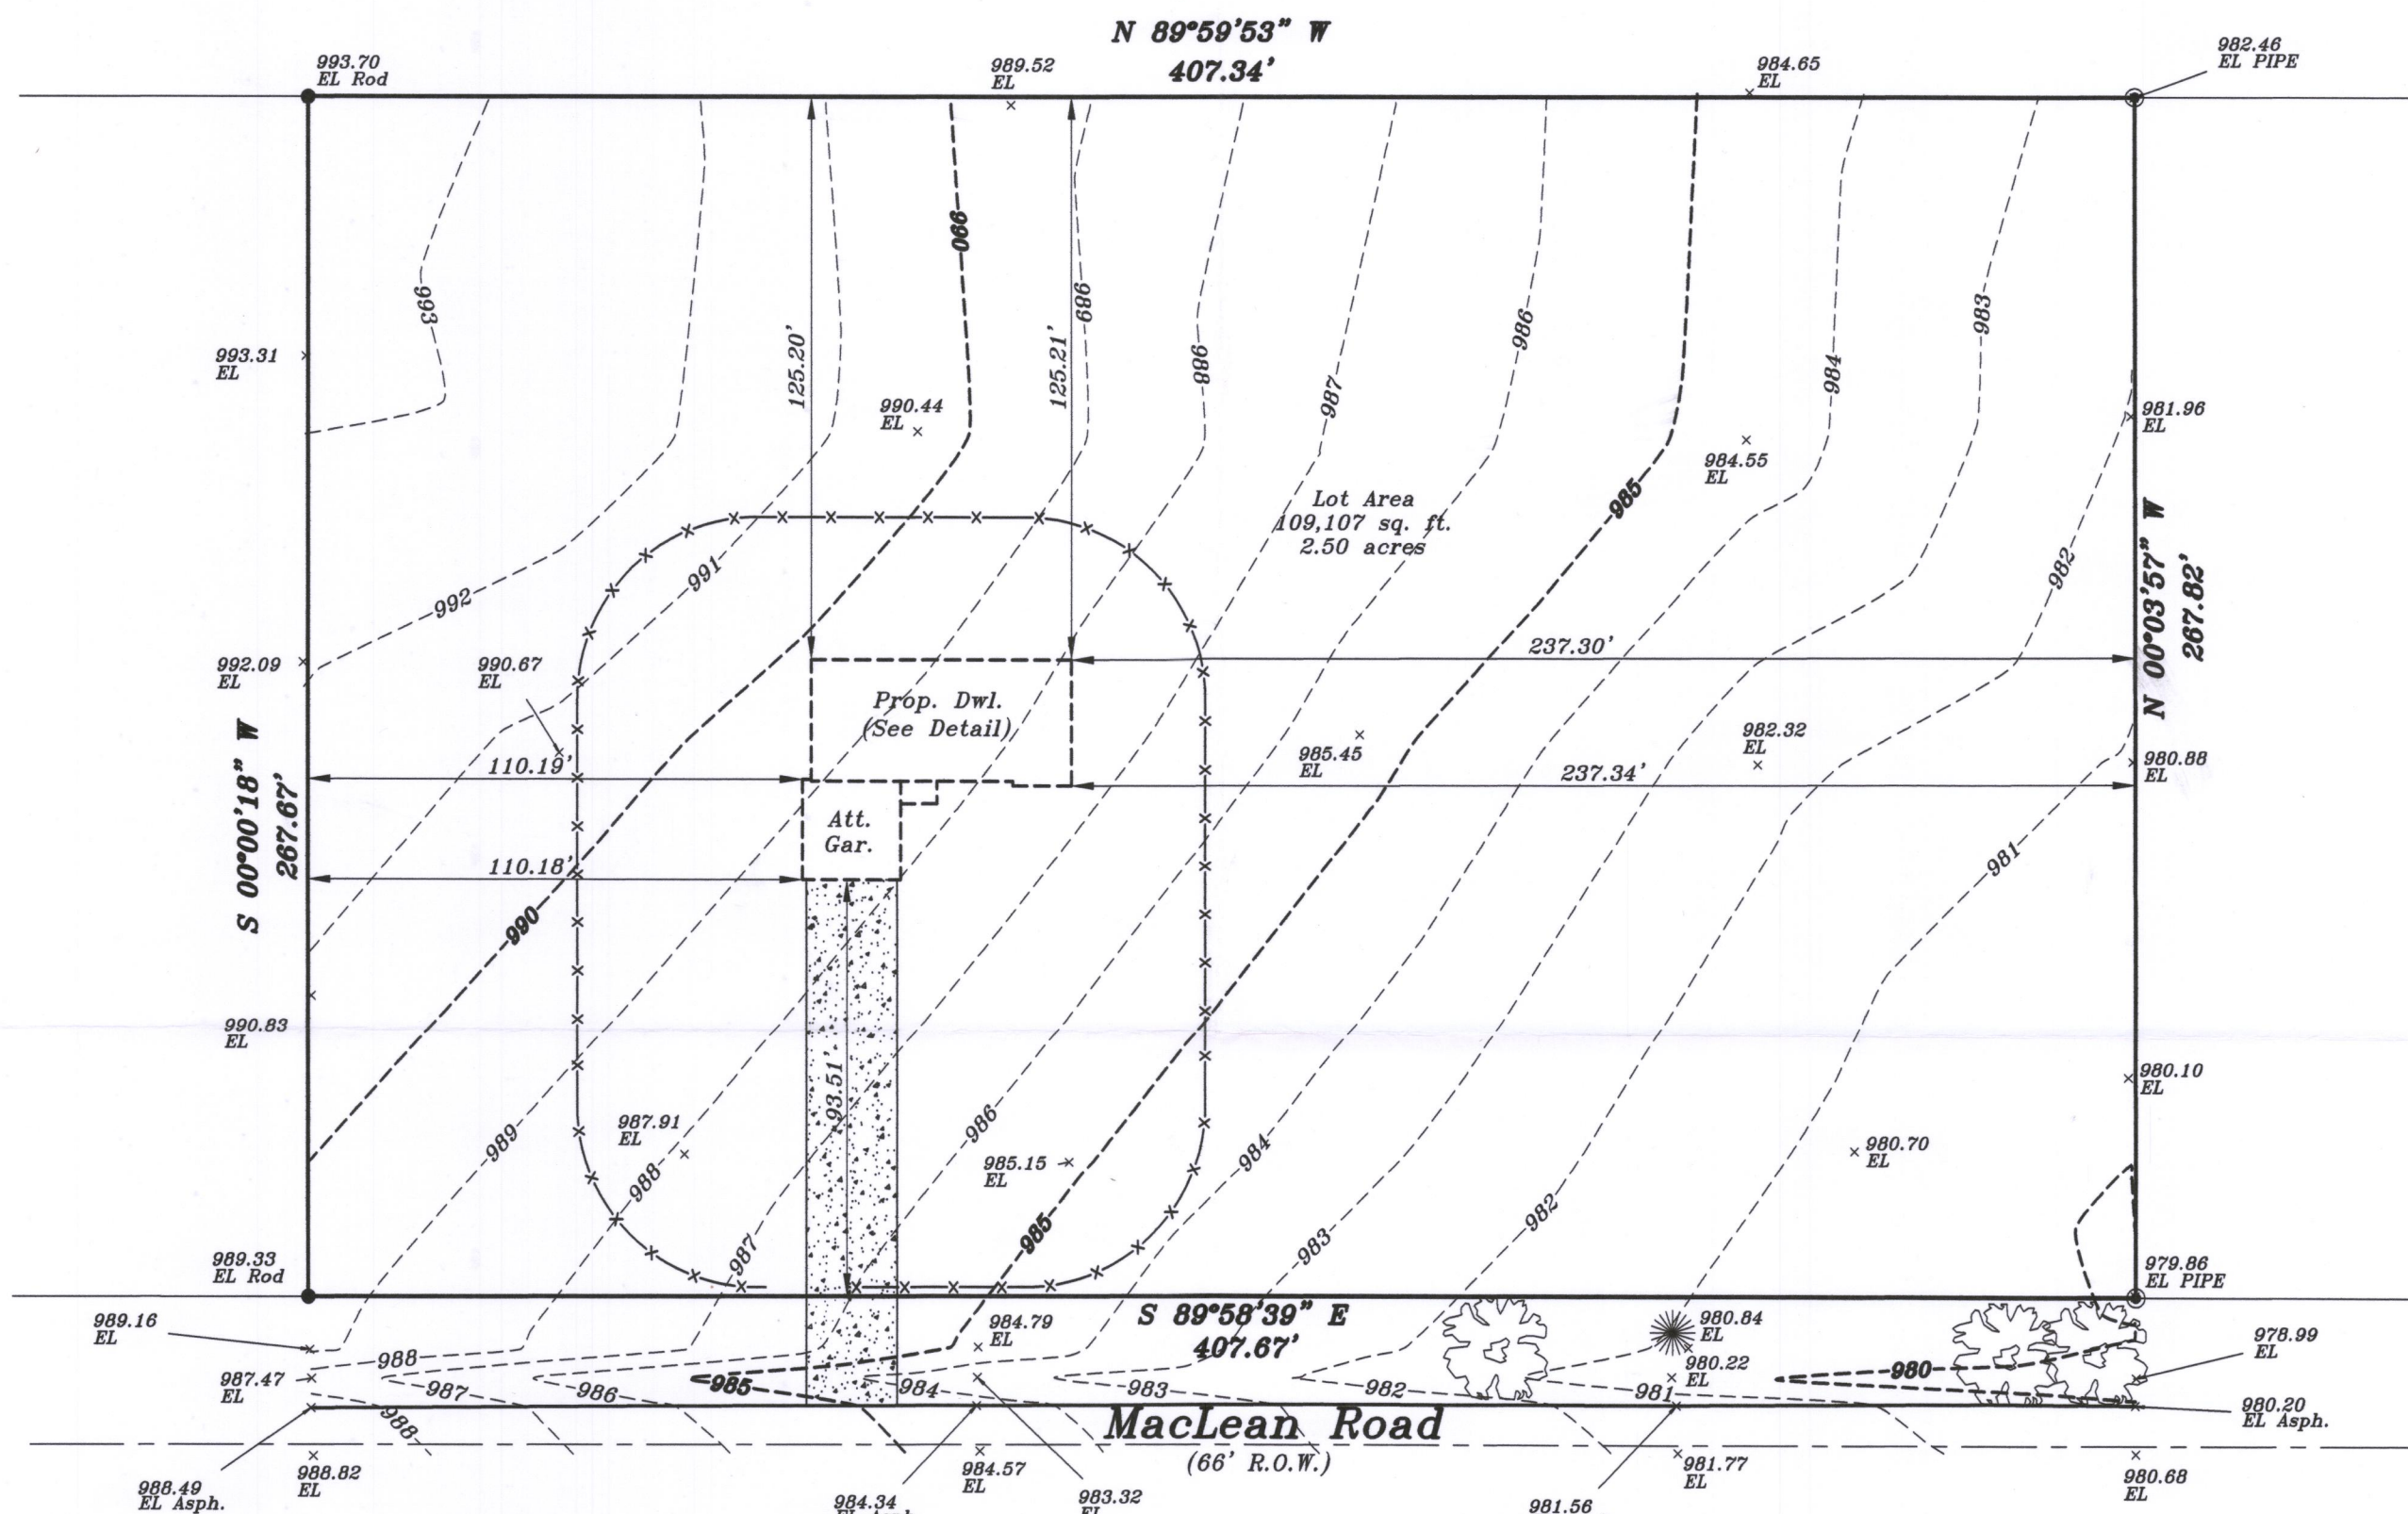 N 89°59'53" W
407.34'
993.70
EL Rod
989.52
EL
984.65
EL
982.46
EL PIPE
990
989
993
125.20'
125.21'
988
987
986
984
983
993.31
EL
990.44
EL
981.96
EL
984.55
EL
985
Lot Area
109,107 sq. ft.
2.50 acres
N 00°03'57" W
267.82'
982
991
992
992.09
EL
990.67
EL
237.30'
Prop. Dwl.
(See Detail)
985.45
EL
982.32
EL
980.88
EL
110.19'
237.34'
S 00°00'18" W
267.67'
Att.
Gar.
110.18'
981
990
990.83
EL
93.51'
980.10
EL
987.91
EL
989
988
987
986
985.15
EL
984
985
983
982
980.70
EL
989.33
EL Rod
979.86
EL PIPE
S 89°58'39" E
407.67'
989.16
EL
984.79
EL
980.84
EL
978.99
EL
988
987.47
EL
987
986
985
984
983
982
980.22
EL
981
980
988
980.20
EL Asph.
MacLean Road
(66' R.O.W.)
988.82
EL
988.49
EL Asph.
984.57
EL
984.34
EL Asph.
983.32
EL
981.77
EL
981.56
980.68
EL